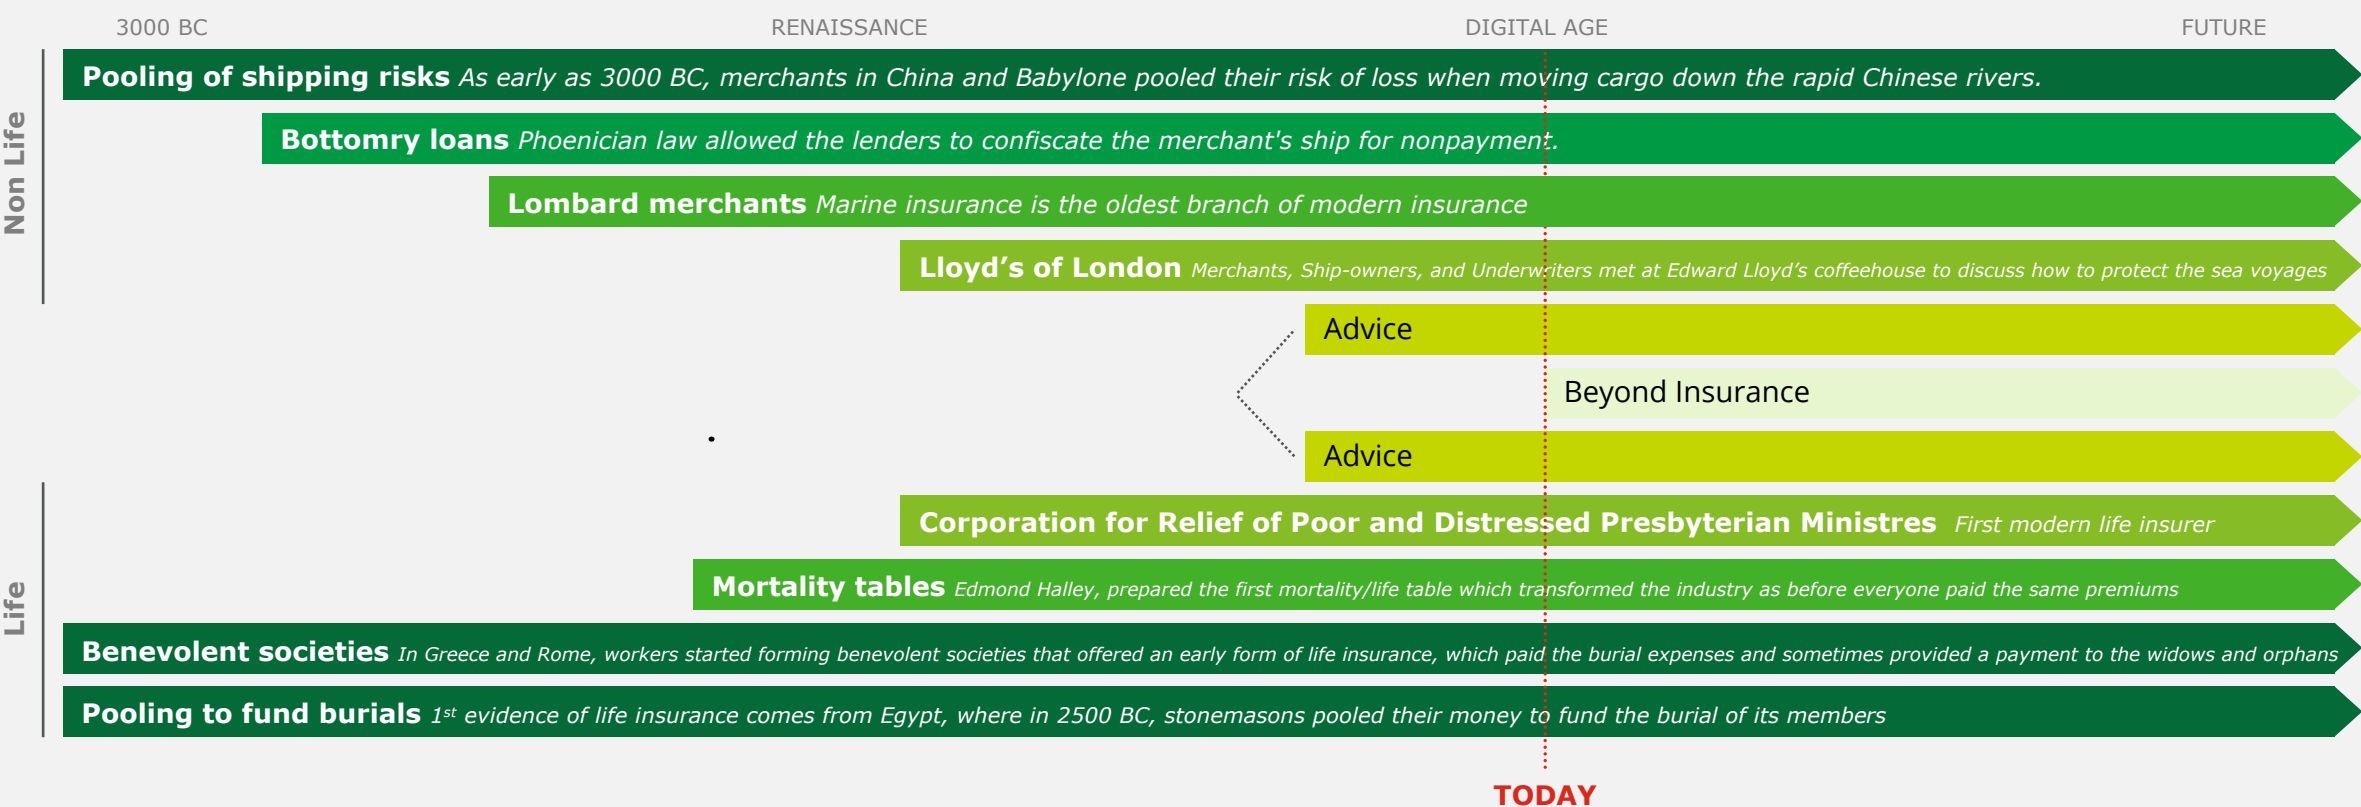 3000 BC RENAISSANCE DIGITAL AGE FUTURE
Non Life
Pooling of shipping risks As early as 3000 BC, merchants in China and Babylone pooled their risk of loss when moving cargo down the rapid Chinese rivers.
Bottomry loans Phoenician law allowed the lenders to confiscate the merchant's ship for nonpayment.
Lombard merchants Marine insurance is the oldest branch of modern insurance
Lloyd’s of London Merchants, Ship-owners, and Underwriters met at Edward Lloyd’s coffeehouse to discuss how to protect the sea voyages
Advice
Beyond Insurance
Advice
Life
Corporation for Relief of Poor and Distressed Presbyterian Ministres First modern life insurer
Mortality tables Edmond Halley, prepared the first mortality/life table which transformed the industry as before everyone paid the same premiums
Benevolent societies In Greece and Rome, workers started forming benevolent societies that offered an early form of life insurance, which paid the burial expenses and sometimes provided a payment to the widows and orphans
Pooling to fund burials 1st evidence of life insurance comes from Egypt, where in 2500 BC, stonemasons pooled their money to fund the burial of its members
TODAY